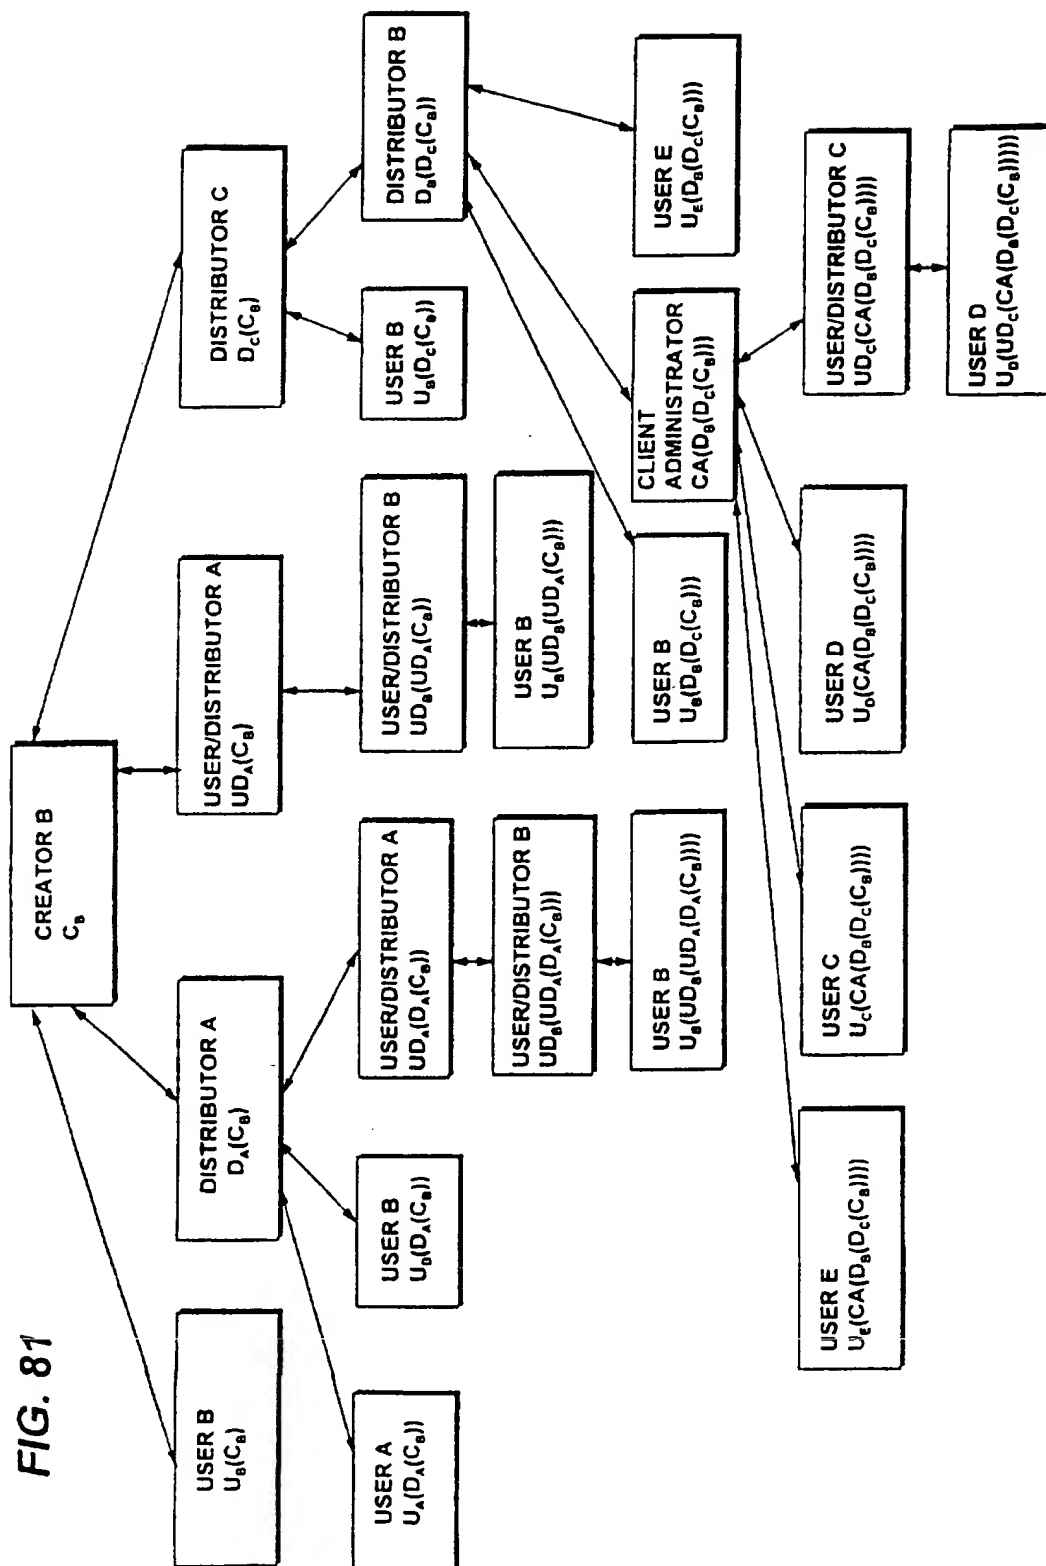 FIG. 81
CREATOR B
C_B
USER B
U_B(C_B)
DISTRIBUTOR A
D_A(C_B)
USER/DISTRIBUTOR A
UD_A(C_B)
DISTRIBUTOR C
D_C(C_B)
USER A
U_A(D_A(C_B))
USER B
U_B(D_A(C_B))
USER/DISTRIBUTOR A
UD_A(D_A(C_B))
USER/DISTRIBUTOR B
UD_B(UD_A(C_B))
USER B
U_B(D_C(C_B))
DISTRIBUTOR B
D_B(D_C(C_B))
USER/DISTRIBUTOR B
UD_B(UD_A(D_A(C_B)))
USER B
U_B(UD_B(UD_A(C_B)))
USER B
U_B(UD_B(UD_A(D_A(C_B))))
USER B
U_B(D_B(D_C(C_B)))
CLIENT
ADMINISTRATOR
CA(D_B(D_C(C_B)))
USER E
U_E(D_B(D_C(C_B)))
USER E
U_E(CA(D_B(D_C(C_B))))
USER C
U_C(CA(D_B(D_C(C_B))))
USER D
U_D(CA(D_B(D_C(C_B))))
USER/DISTRIBUTOR C
UD_C(CA(D_B(D_C(C_B))))
USER D
U_D(UD_C(CA(D_B(D_C(C_B)))))